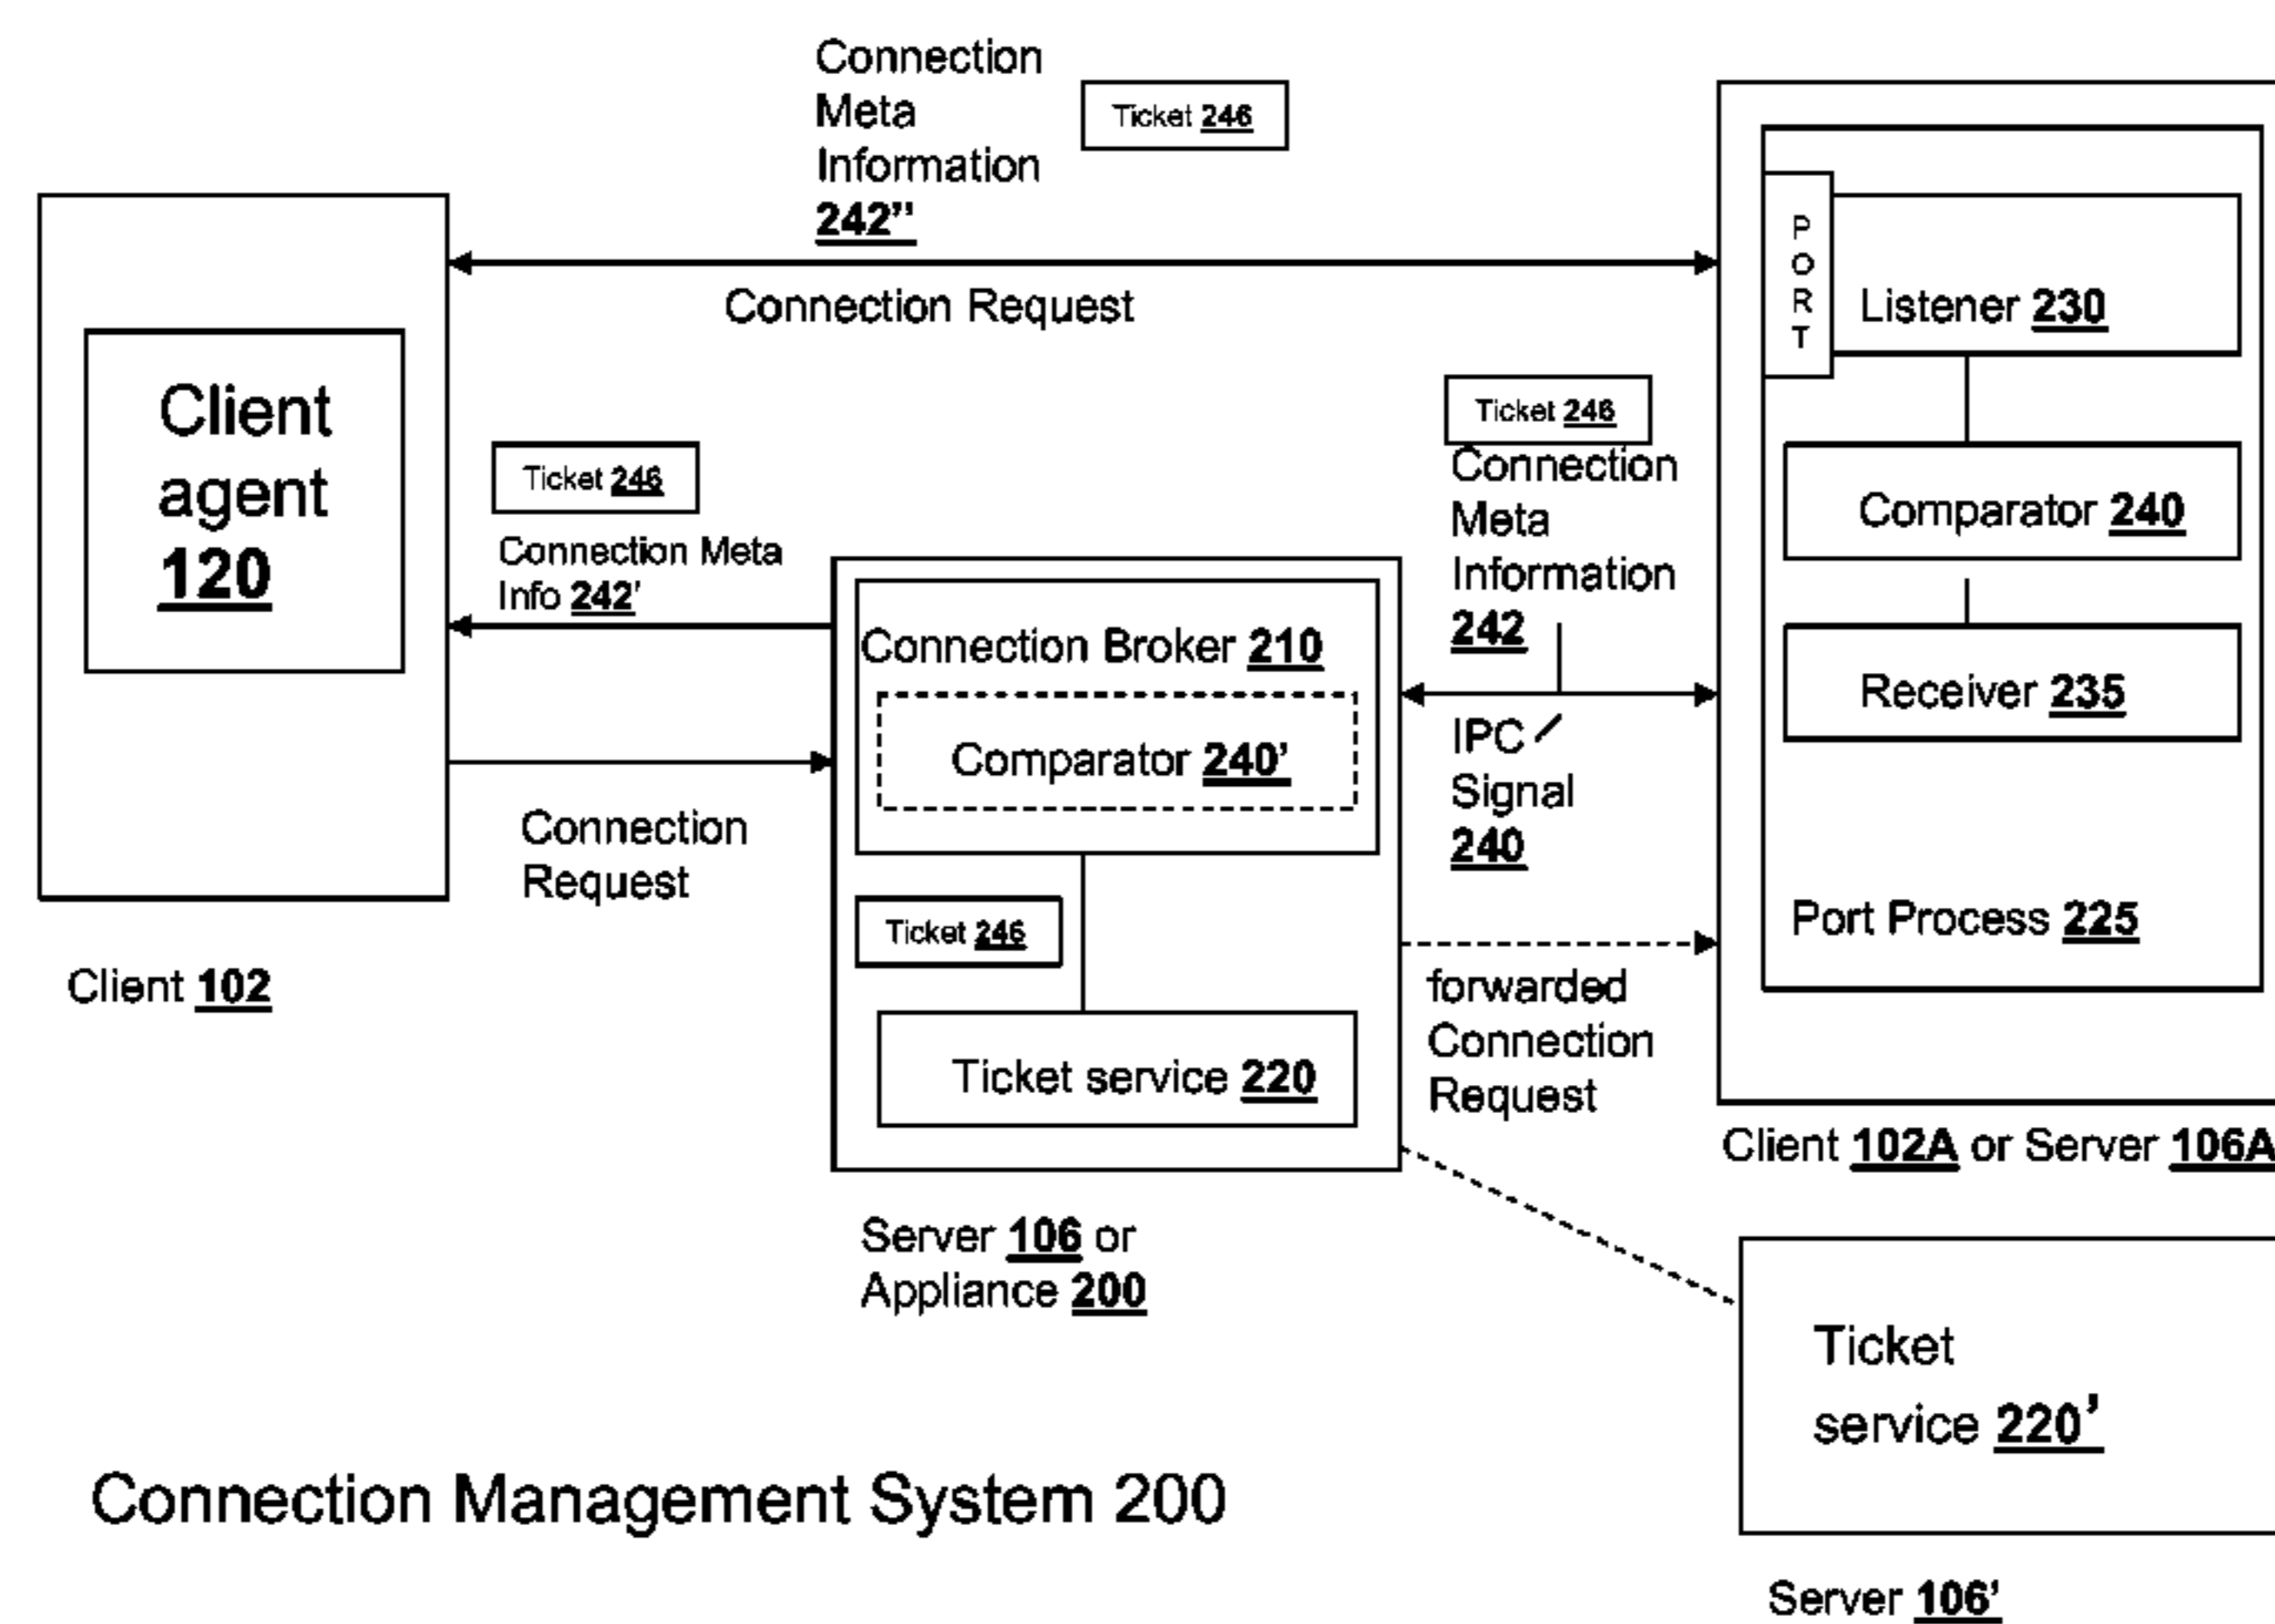 Connection
Meta
Information
242''
Ticket 246
Connection Request
Client
agent
120
Client 102
Ticket 246
Connection Meta
Info 242'
Connection
Request
Connection Broker 210
Comparator 240'
Ticket 246
Ticket service 220
Server 106 or
Appliance 200
Ticket 246
Connection
Meta
Information
242
IPC
Signal
240
forwarded
Connection
Request
P
O
R
T
Listener 230
Comparator 240
Receiver 235
Port Process 225
Client 102A or Server 106A
Ticket
service 220'
Server 106'
Connection Management System 200